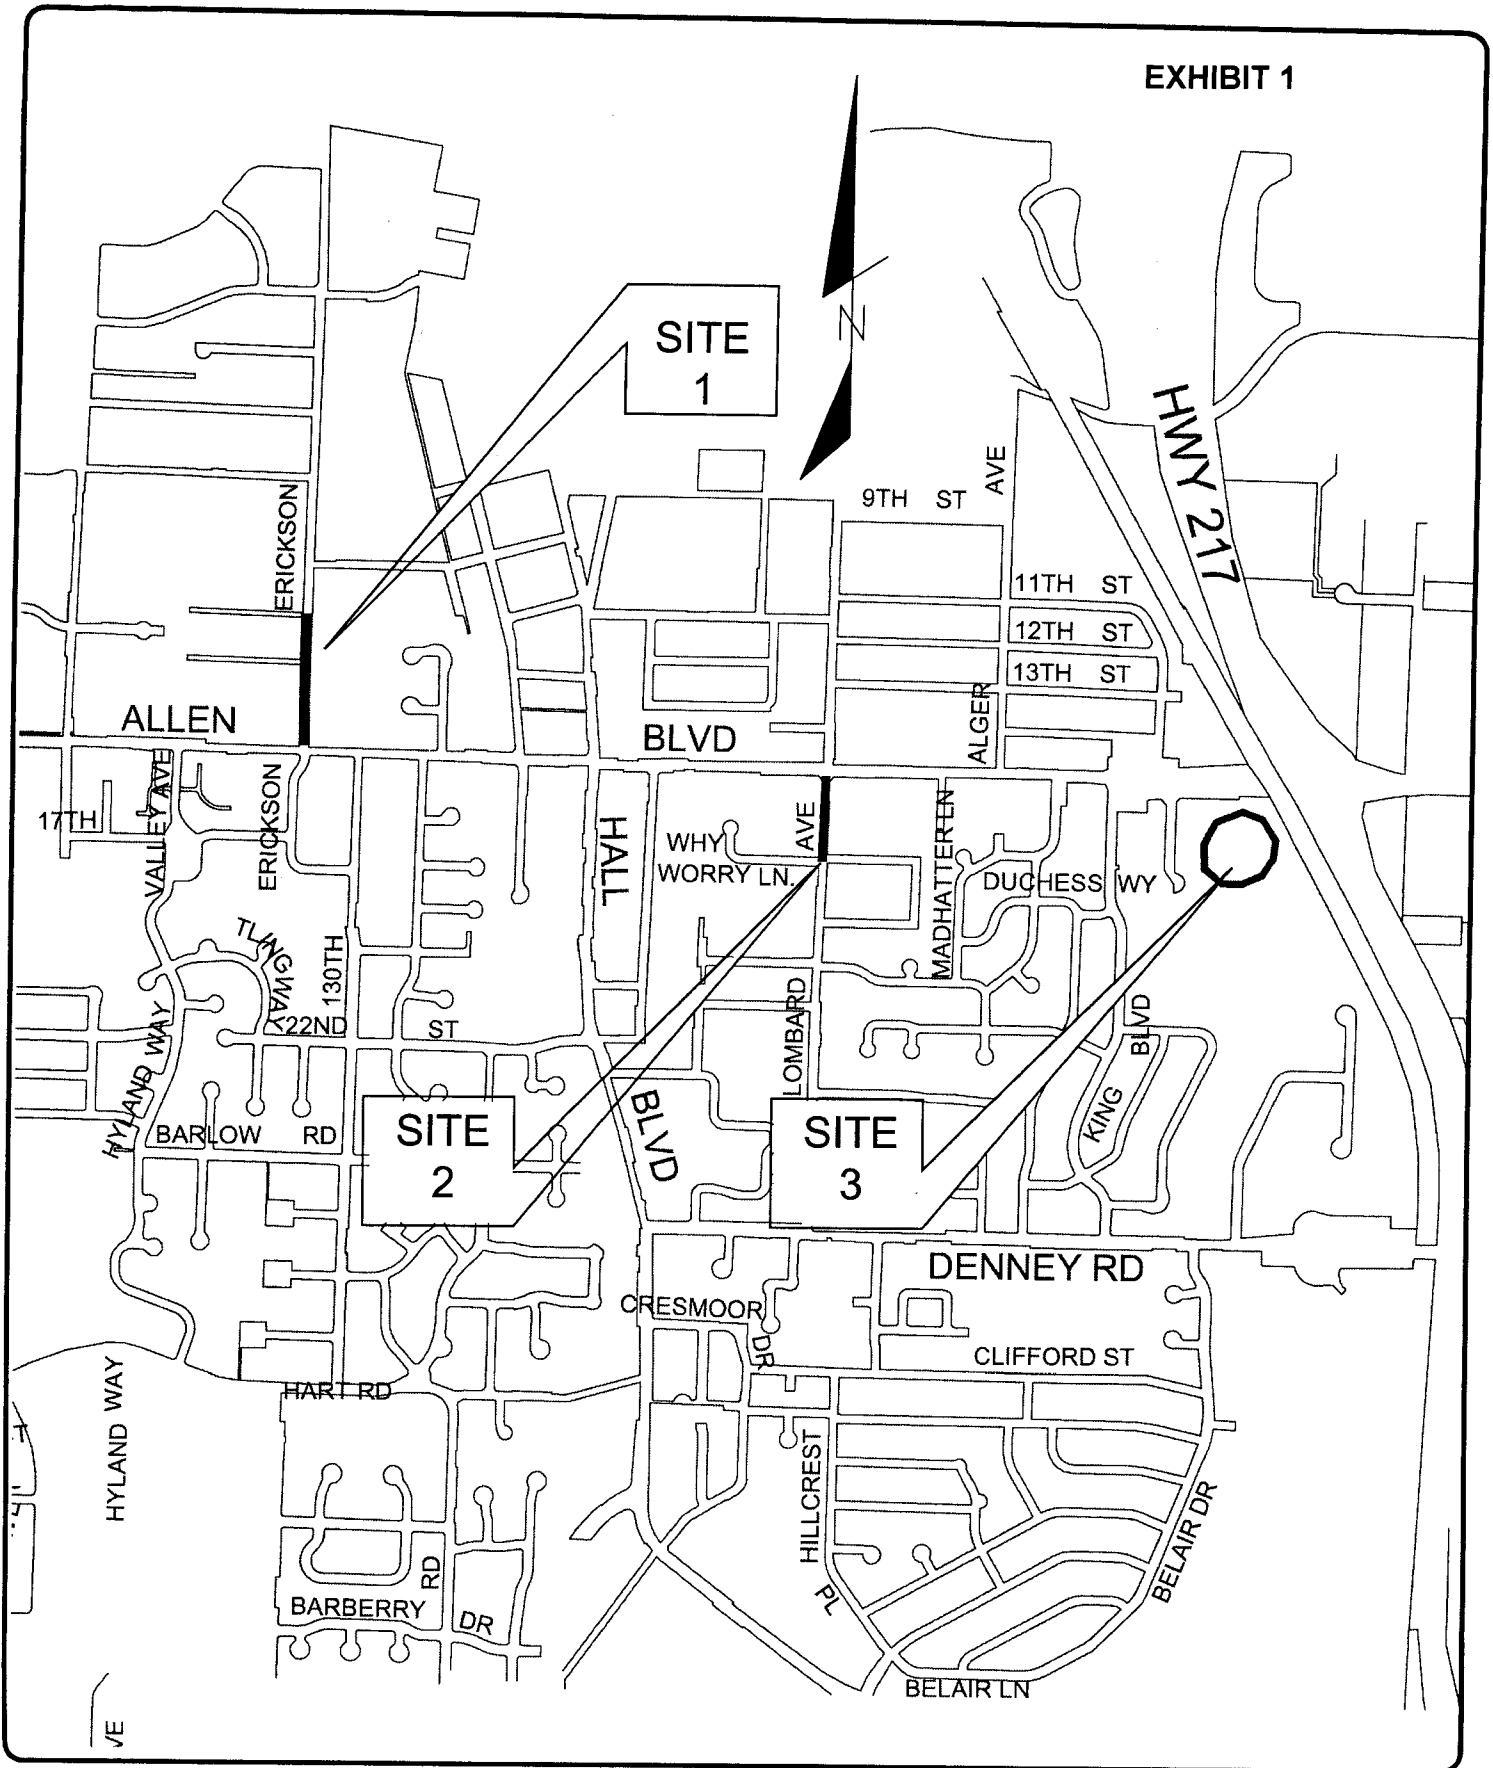 EXHIBIT 1
SITE
1
N
HWY 217
ERICKSON
AVE
9TH ST
11TH ST
12TH ST
13TH ST
ALGER
ALLEN
BLVD
VALLEY AVE
17TH
ERICKSON
HALL
WHY
WORRY LN.
AVE
MADHATTER LN
DUCHESS WY
TLINGWAY
130TH
22ND ST
HYLAND WAY
LOMBARD
BLVD
KING
BARLOW RD
SITE
2
BLVD
SITE
3
DENNEY RD
CRESMOOR
DR
CLIFFORD ST
HART RD
HYLAND WAY
HILLCREST
PL
BELAIR DR
RD
BARBERRY
DR
BELAIR LN